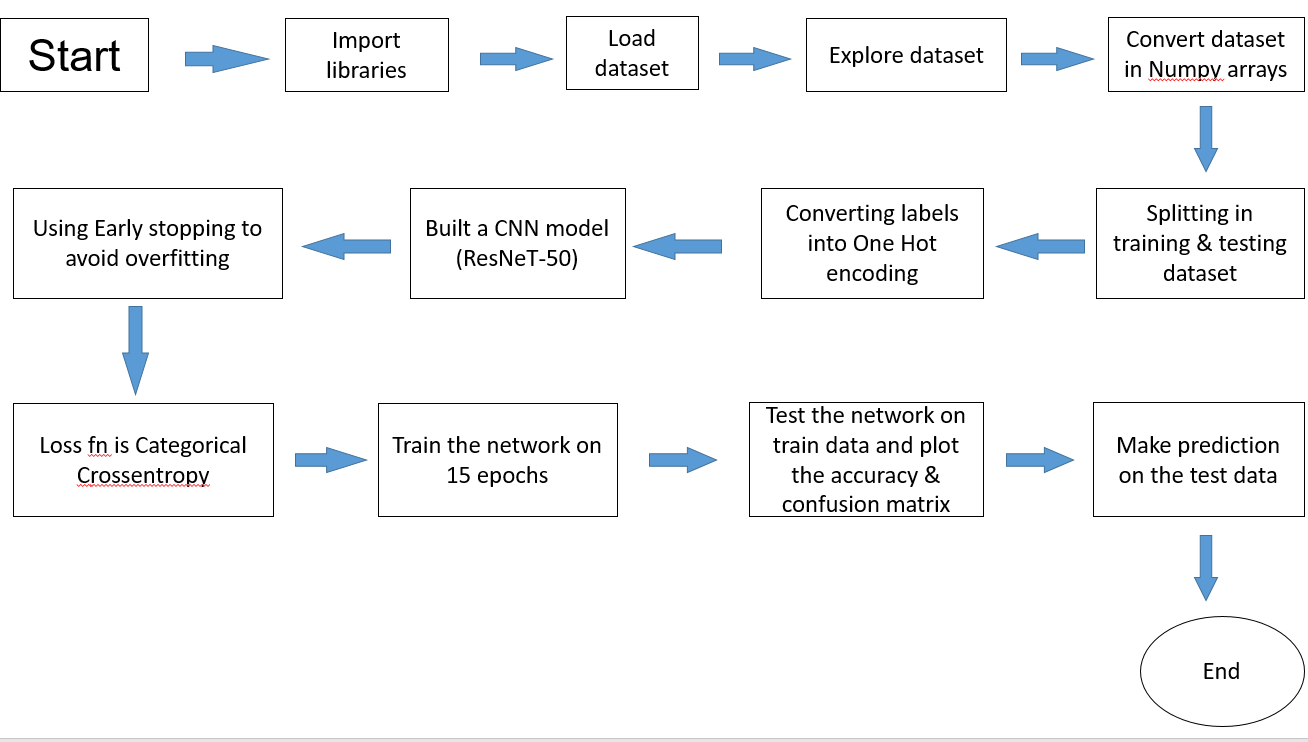 Start
Import
libraries
Load
dataset
Explore dataset
Convert dataset
in Numpy arrays
Using Early stopping to
avoid overfitting
Built a CNN model
(ResNeT-50)
Converting labels
into One Hot
encoding
Splitting in
training & testing
dataset
Loss fn is Categorical
Crossentropy
Train the network on
15 epochs
Test the network on
train data and plot
the accuracy &
confusion matrix
Make prediction
on the test data
End